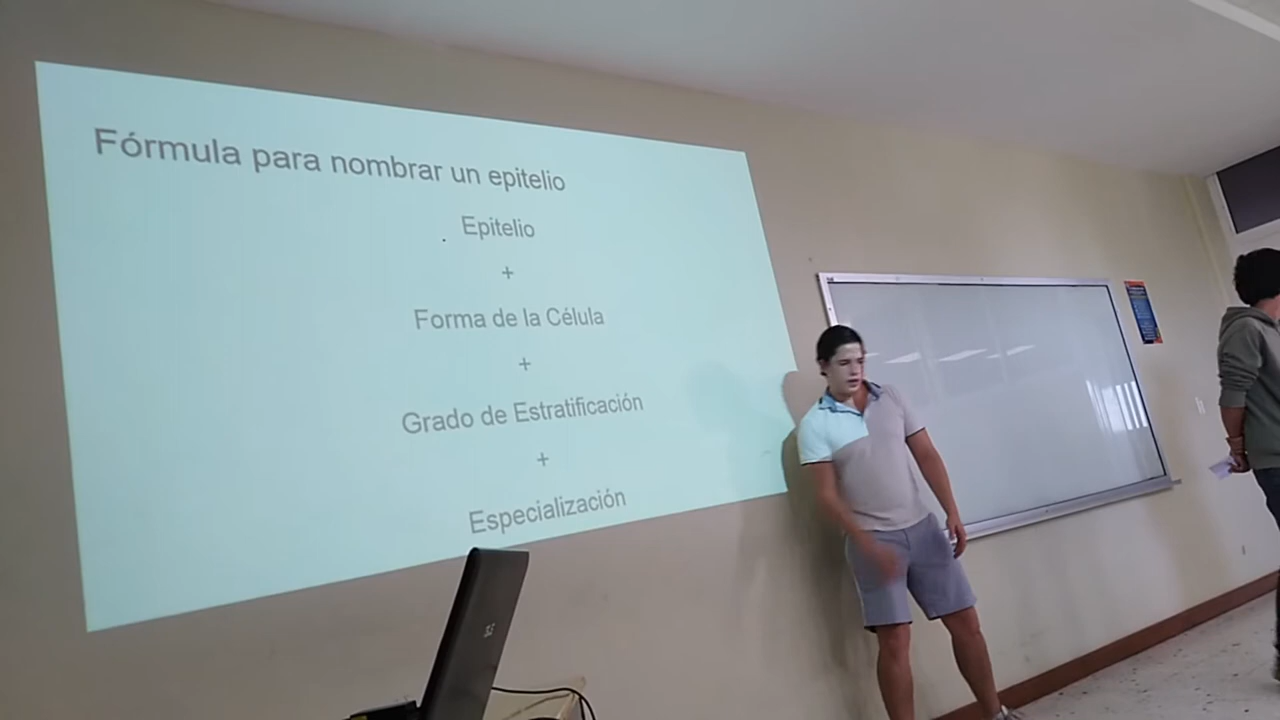 Fórmula para nombrar un epitelio
Epitelio
+
Forma de la Célula
+
Grado de Estratificación
+
Especialización